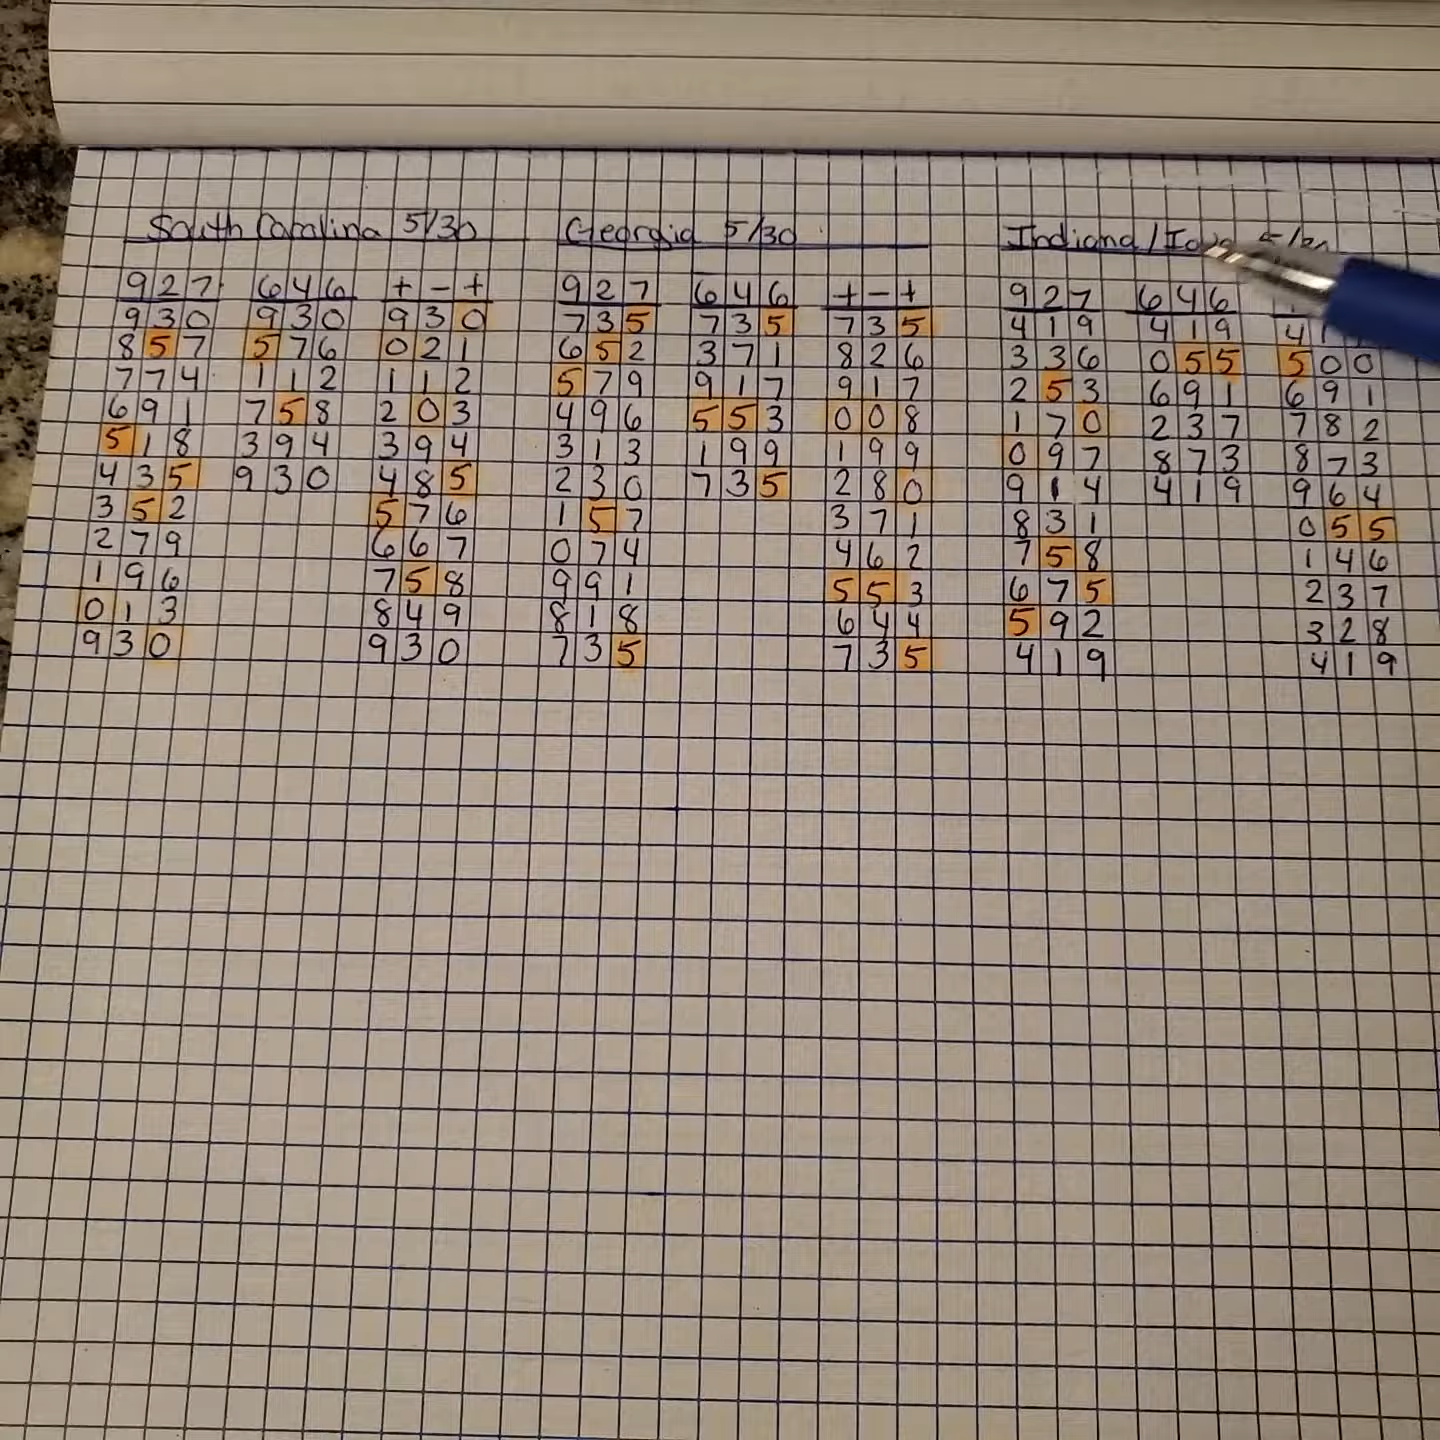 South Carolina 5/30 Georgia 5/30 Indiana/Iowa
927 646 +-+ 927 646 +-+ 927 646
930 930 930 735 735 735 419 419 4
857 576 021 652 371 826 336 055 500
774 112 112 579 917 917 253 691 691
691 758 203 496 553 008 170 237 782
518 394 394 313 199 199 097 873 873
435 930 485 230 735 280 914 419 964
352 576 157 371 831 055
279 667 074 462 758 146
196 758 991 553 675 237
013 849 818 644 592 328
930 930 735 735 419 419